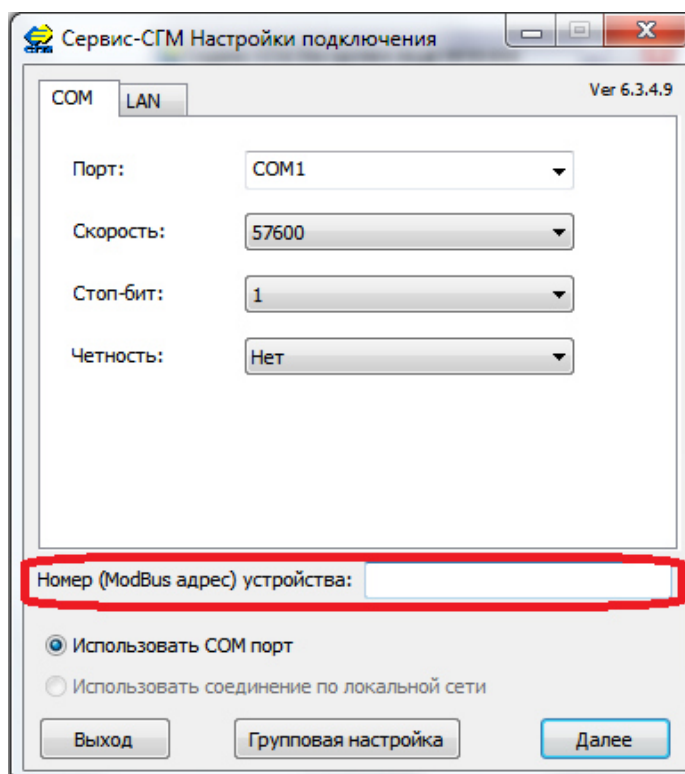 Сервис-СГМ Настройки подключения
COM LAN Ver 6.3.4.9
Порт: COM1
Скорость: 57600
Стоп-бит: 1
Четность: Нет
Номер (ModBus адрес) устройства:
Использовать COM порт
Использовать соединение по локальной сети
Выход Групповая настройка Далее